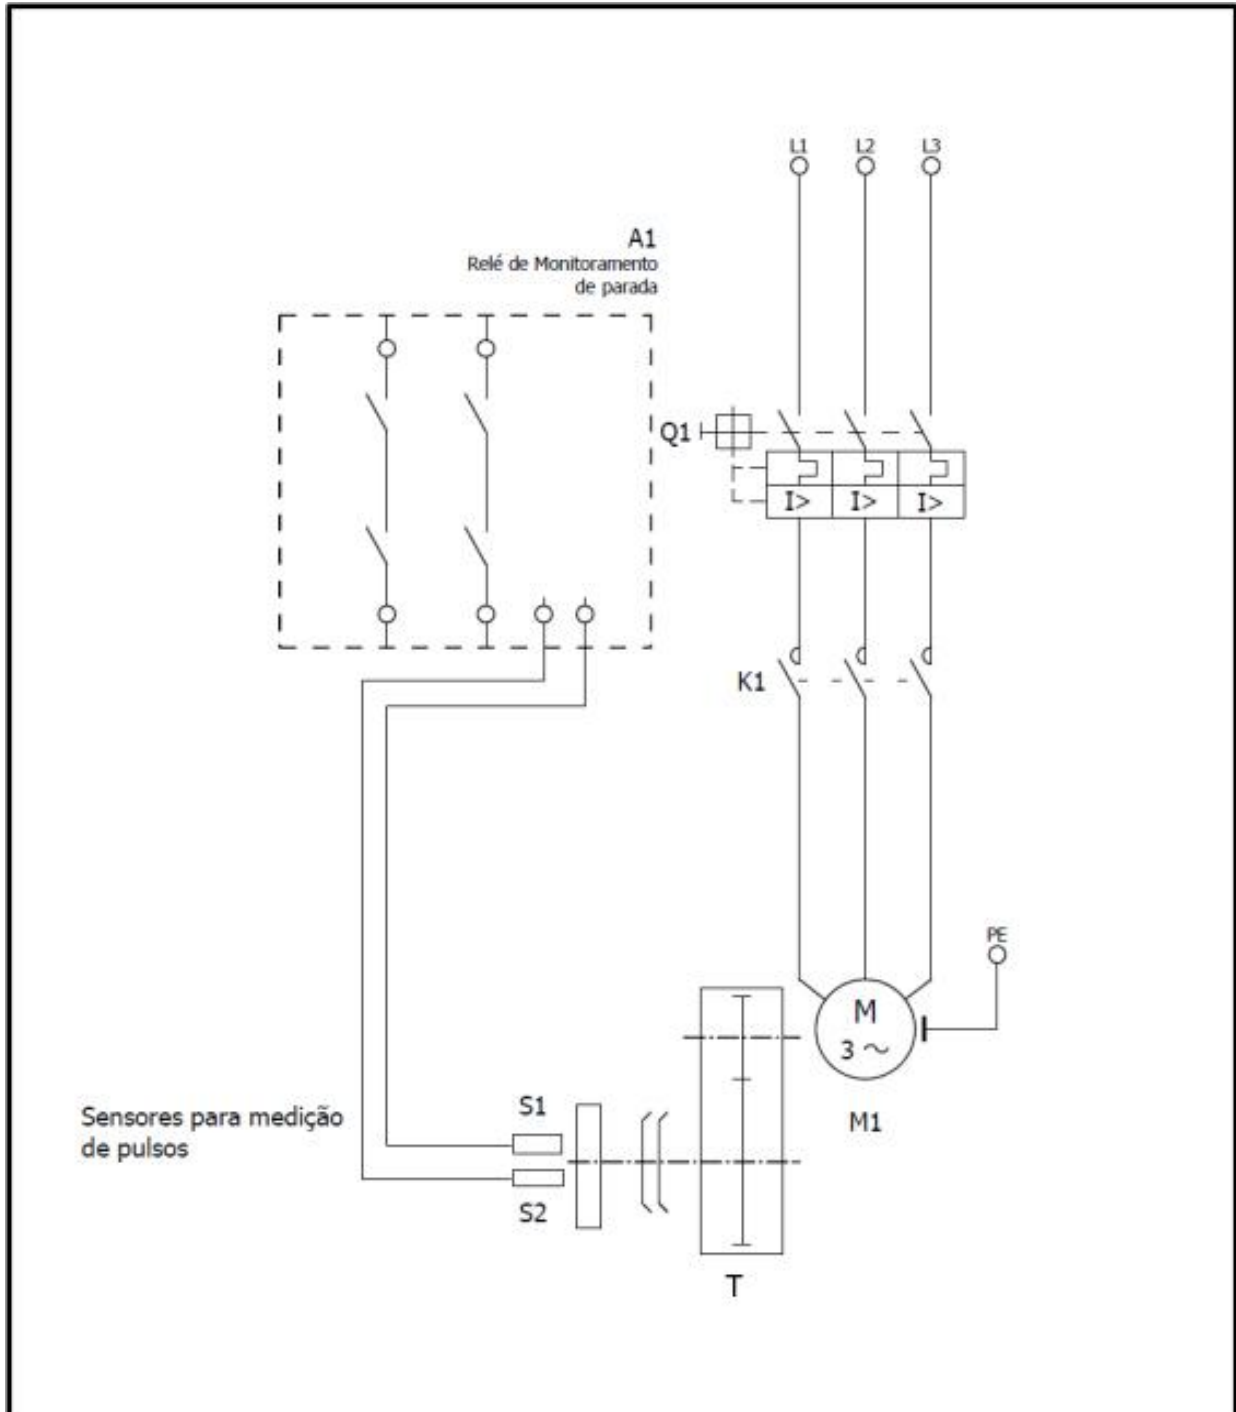 L1 L2 L3
A1
Relé de Monitoramento
de parada
Q1
I> I> I>
K1
PE
M
3 ~
M1
Sensores para medição
de pulsos
S1
S2
T